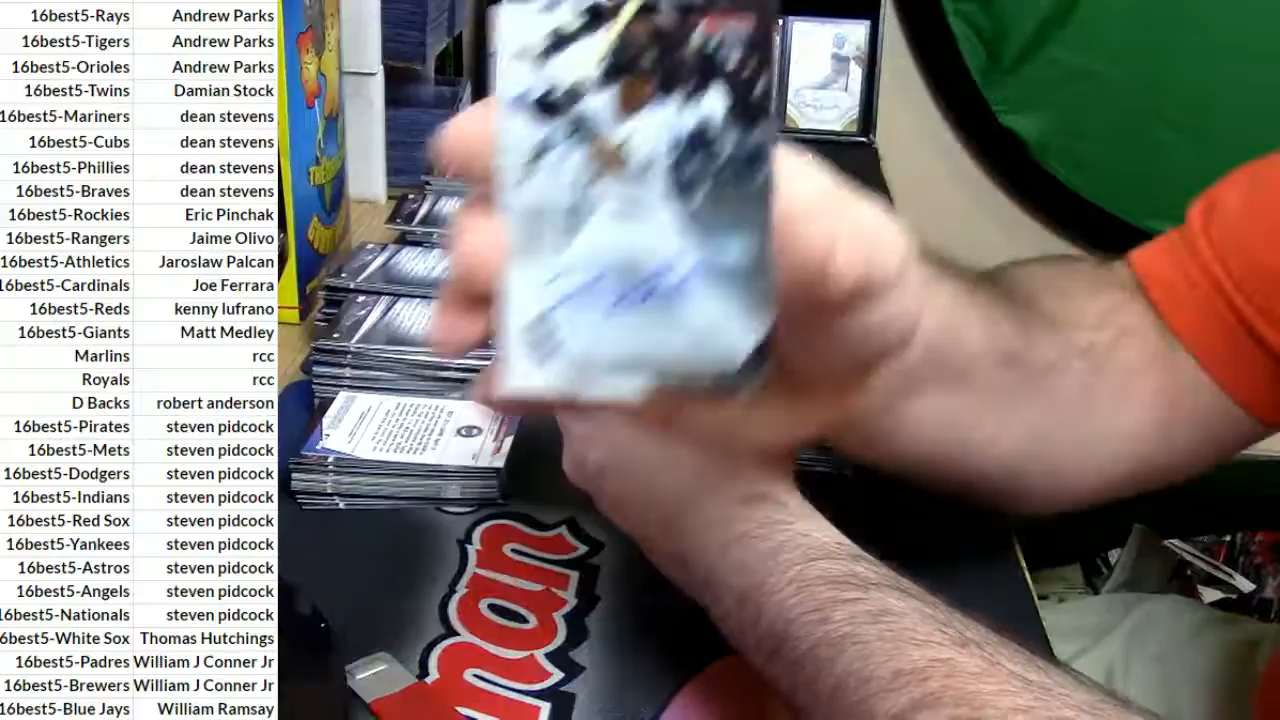 16best5-Rays Andrew Parks
16best5-Tigers Andrew Parks
16best5-Orioles Andrew Parks
16best5-Twins Damian Stock
16best5-Mariners dean stevens
16best5-Cubs dean stevens
16best5-Phillies dean stevens
16best5-Braves dean stevens
16best5-Rockies Eric Pinchak
16best5-Rangers Jaime Olivo
16best5-Athletics Jaroslaw Palcan
16best5-Cardinals Joe Ferrara
16best5-Reds kenny lufrano
16best5-Giants Matt Medley
Marlins rcc
Royals rcc
D Backs robert anderson
16best5-Pirates steven pidcock
16best5-Mets steven pidcock
16best5-Dodgers steven pidcock
16best5-Indians steven pidcock
16best5-Red Sox steven pidcock
16best5-Yankees steven pidcock
16best5-Astros steven pidcock
16best5-Angels steven pidcock
16best5-Nationals steven pidcock
6best5-White Sox Thomas Hutchings
16best5-Padres William J Conner Jr
16best5-Brewers William J Conner Jr
16best5-Blue Jays William Ramsay
man